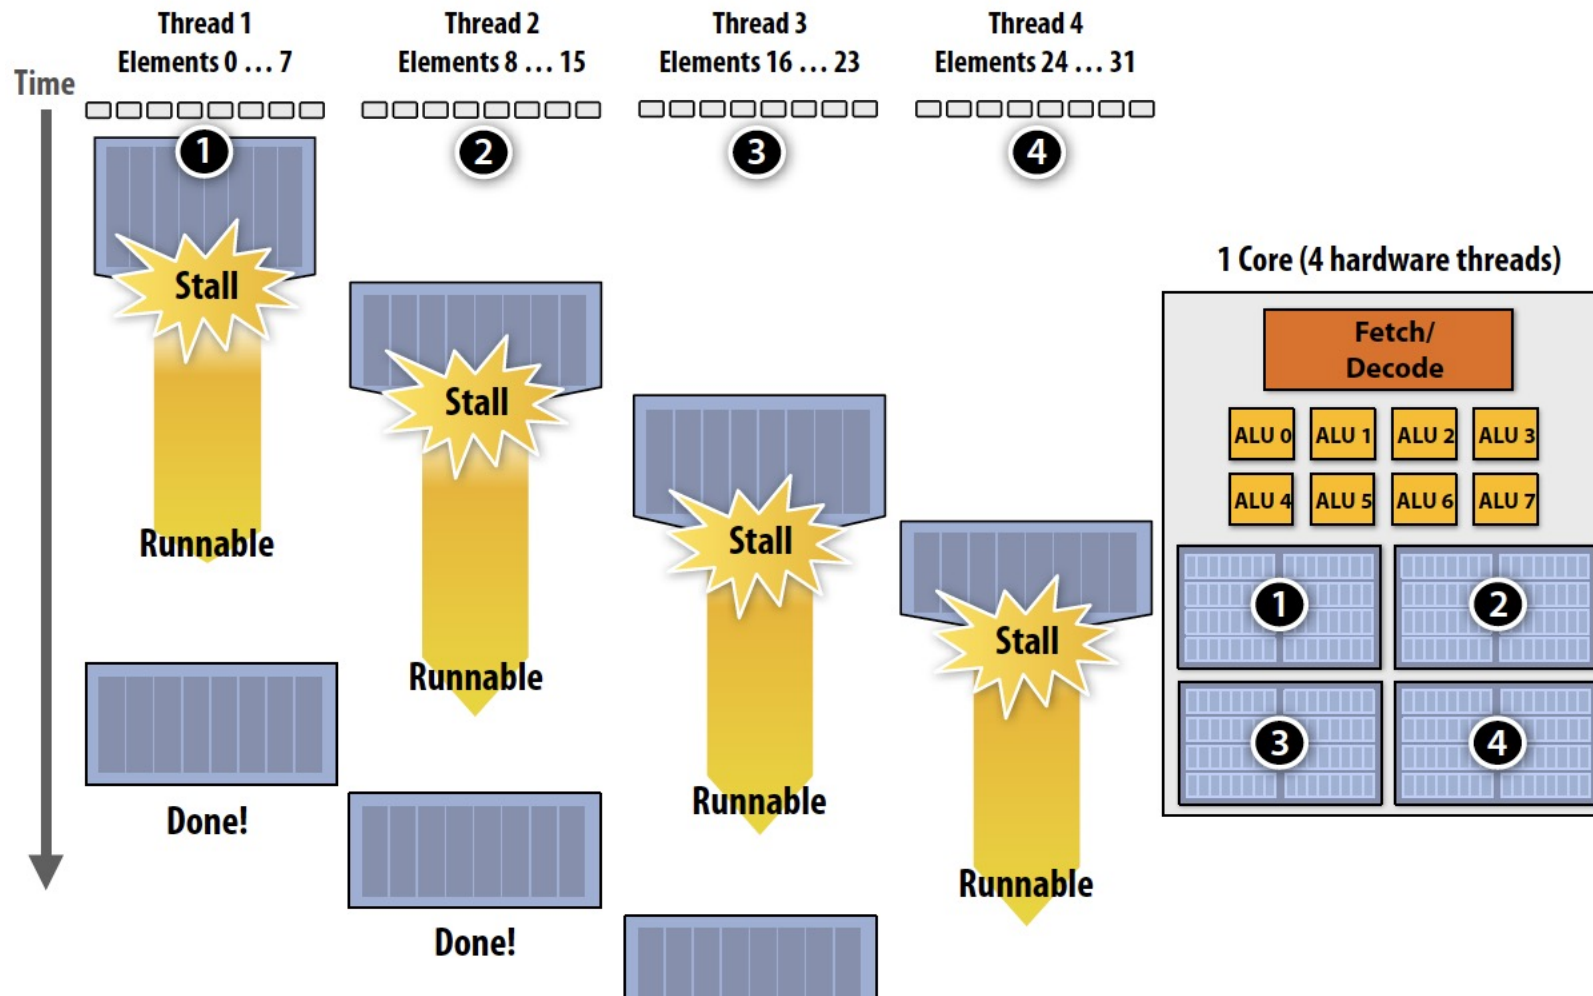 Thread 1
Elements 0 … 7
Thread 2
Elements 8 … 15
Thread 3
Elements 16 … 23
Thread 4
Elements 24 … 31
Time
1
2
3
4
Stall
Stall
Stall
Stall
Runnable
Runnable
Runnable
Runnable
Done!
Done!
1 Core (4 hardware threads)
Fetch/
Decode
ALU 0
ALU 1
ALU 2
ALU 3
ALU 4
ALU 5
ALU 6
ALU 7
1
2
3
4